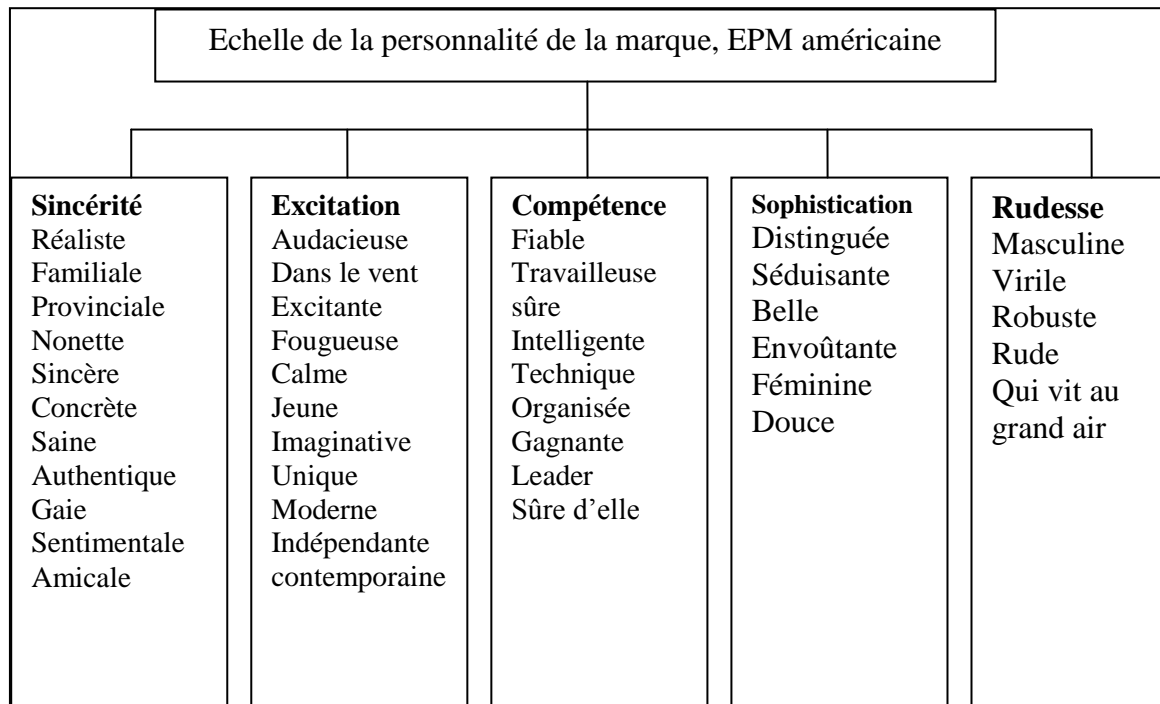 Echelle de la personnalité de la marque, EPM américaine
Sincérité
Réaliste
Familiale
Provinciale
Nonette
Sincère
Concrète
Saine
Authentique
Gaie
Sentimentale
Amicale
Excitation
Audacieuse
Dans le vent
Excitante
Fougueuse
Calme
Jeune
Imaginative
Unique
Moderne
Indépendante
contemporaine
Compétence
Fiable
Travailleuse
sûre
Intelligente
Technique
Organisée
Gagnante
Leader
Sûre d’elle
Sophistication
Distinguée
Séduisante
Belle
Envoûtante
Féminine
Douce
Rudesse
Masculine
Virile
Robuste
Rude
Qui vit au
grand air